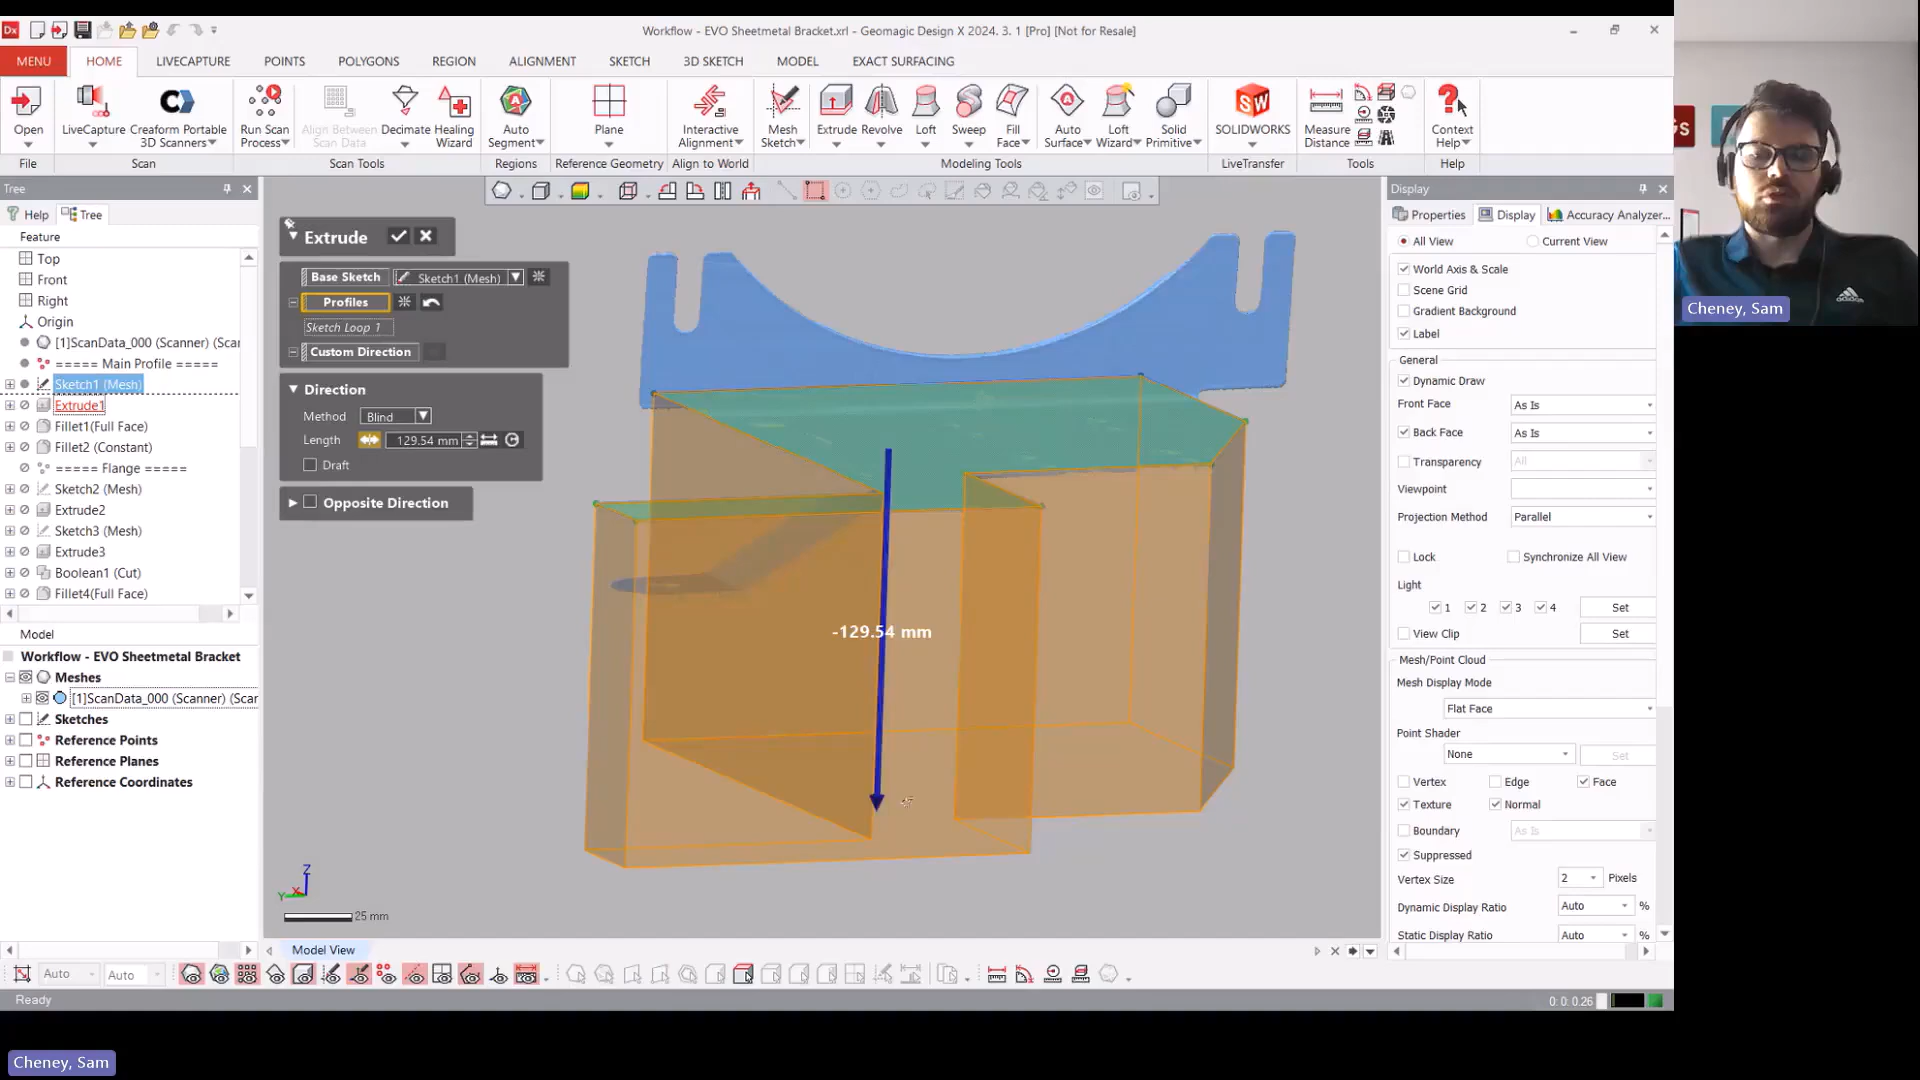 Workflow - EVO Sheetmetal Bracket.xrl - Geomagic Design X 2024. 3. 1 [Pro] [Not for Resale]
MENU HOME LIVECAPTURE POINTS POLYGONS REGION ALIGNMENT SKETCH 3D SKETCH MODEL EXACT SURFACING
Open LiveCapture Creaform Portable 3D Scanners Run Scan Process Align Between Scan Data Decimate Healing Wizard Auto Segment Plane Interactive Alignment Mesh Sketch Extrude Revolve Loft Sweep Fill Face Auto Surface Loft Wizard Solid Primitive SOLIDWORKS Measure Distance Context Help
File Scan Scan Tools Regions Reference Geometry Align to World Modeling Tools LiveTransfer Tools Help
Tree
Help Tree
Feature
Top
Front
Right
Origin
[1]ScanData_000 (Scanner) (Scar
===== Main Profile =====
Sketch1 (Mesh)
Extrude1
Fillet1(Full Face)
Fillet2 (Constant)
===== Flange =====
Sketch2 (Mesh)
Extrude2
Sketch3 (Mesh)
Extrude3
Boolean1 (Cut)
Fillet4(Full Face)
Model
Workflow - EVO Sheetmetal Bracket
Meshes
[1]ScanData_000 (Scanner) (Scar
Sketches
Reference Points
Reference Planes
Reference Coordinates
Extrude
Base Sketch Sketch1 (Mesh)
Profiles
Sketch Loop 1
Custom Direction
Direction
Method Blind
Length 129.54 mm
Draft
Opposite Direction
-129.54 mm
Z
Y X
25 mm
Model View
Display
Properties Display Accuracy Analyzer...
All View Current View
World Axis & Scale
Scene Grid
Gradient Background
Label
General
Dynamic Draw
Front Face As Is
Back Face As Is
Transparency All
Viewpoint
Projection Method Parallel
Lock Synchronize All View
Light
1 2 3 4 Set
View Clip Set
Mesh/Point Cloud
Mesh Display Mode
Flat Face
Point Shader
None Set
Vertex Edge Face
Texture Normal
Boundary As Is
Suppressed
Vertex Size 2 Pixels
Dynamic Display Ratio Auto %
Static Display Ratio Auto %
Auto Auto
Ready
0: 0: 0.26
Cheney, Sam
Cheney, Sam